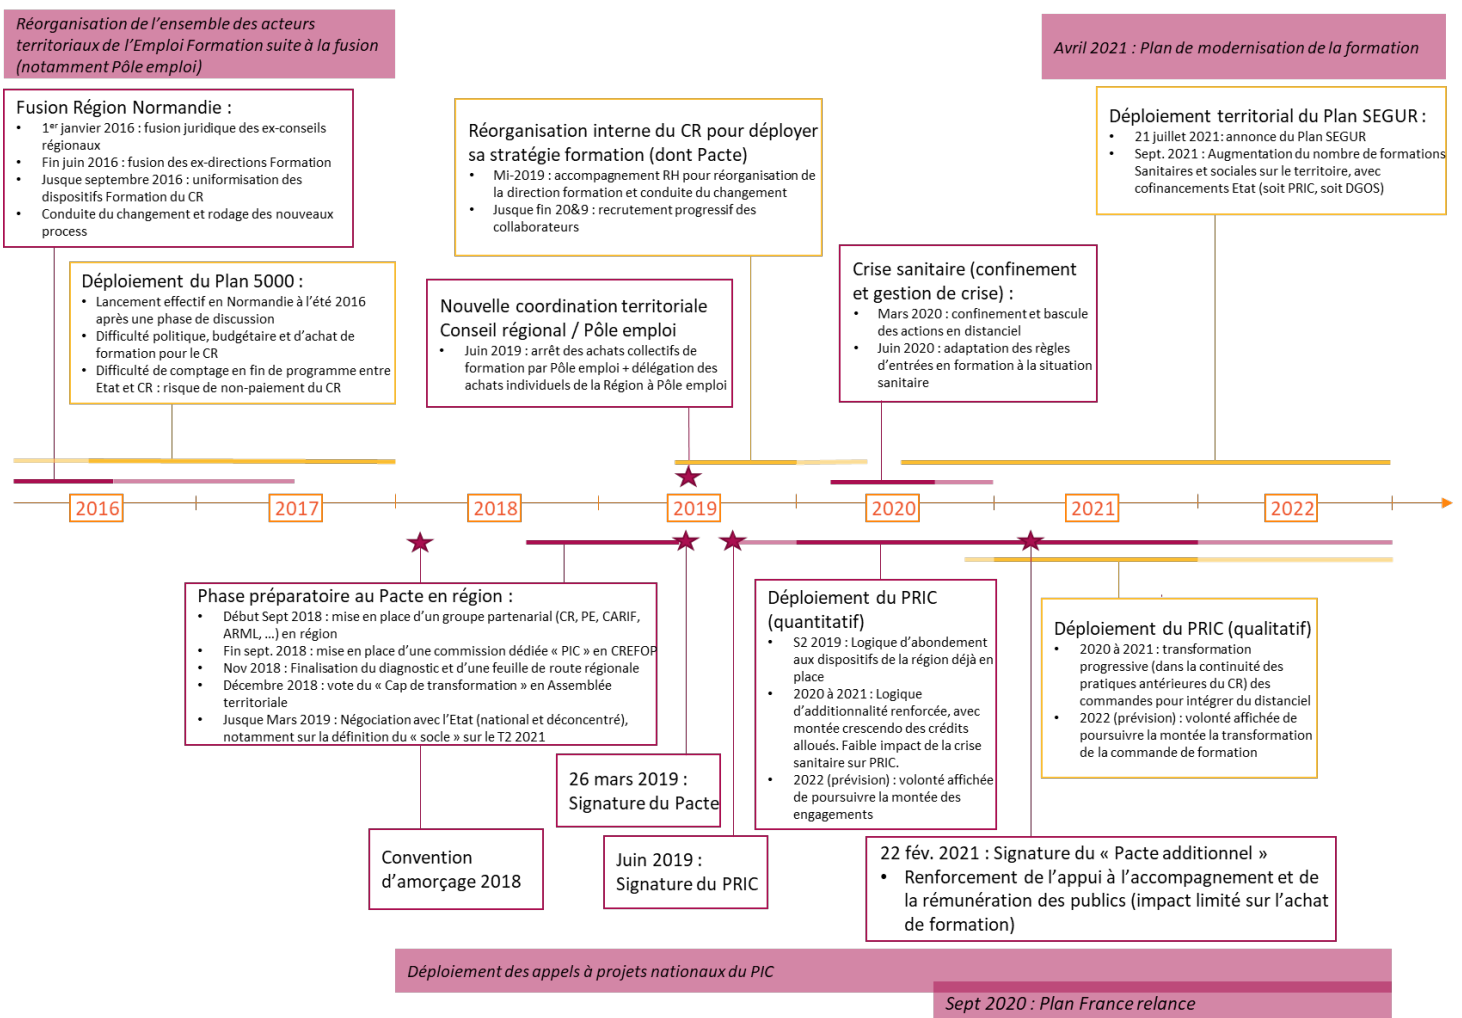 Réorganisation de l’ensemble des acteurs
territoriaux de l’Emploi Formation suite à la fusion
(notamment Pôle emploi)
Avril 2021 : Plan de modernisation de la formation
Fusion Région Normandie :
• 1er janvier 2016 : fusion juridique des ex-conseils
régionaux
• Fin juin 2016 : fusion des ex-directions Formation
• Jusque septembre 2016 : uniformisation des
dispositifs Formation du CR
• Conduite du changement et rodage des nouveaux
process
Réorganisation interne du CR pour déployer
sa stratégie formation (dont Pacte)
• Mi-2019 : accompagnement RH pour réorganisation de
la direction formation et conduite du changement
• Jusque fin 20&9 : recrutement progressif des
collaborateurs
Déploiement territorial du Plan SEGUR :
• 21 juillet 2021: annonce du Plan SEGUR
• Sept. 2021 : Augmentation du nombre de formations
Sanitaires et sociales sur le territoire, avec
cofinancements Etat (soit PRIC, soit DGOS)
Déploiement du Plan 5000 :
• Lancement effectif en Normandie à l’été 2016
après une phase de discussion
• Difficulté politique, budgétaire et d’achat de
formation pour le CR
• Difficulté de comptage en fin de programme entre
Etat et CR : risque de non-paiement du CR
Nouvelle coordination territoriale
Conseil régional / Pôle emploi
• Juin 2019 : arrêt des achats collectifs de
formation par Pôle emploi + délégation des
achats individuels de la Région à Pôle emploi
Crise sanitaire (confinement
et gestion de crise) :
• Mars 2020 : confinement et bascule
des actions en distanciel
• Juin 2020 : adaptation des règles
d’entrées en formation à la situation
sanitaire
2016
2017
2018
2019
2020
2021
2022
Phase préparatoire au Pacte en région :
• Début Sept 2018 : mise en place d’un groupe partenarial (CR, PE, CARIF,
ARML, …) en région
• Fin sept. 2018 : mise en place d’une commission dédiée « PIC » en CREFOP
• Nov 2018 : Finalisation du diagnostic et d’une feuille de route régionale
• Décembre 2018 : vote du « Cap de transformation » en Assemblée
territoriale
• Jusque Mars 2019 : Négociation avec l’Etat (national et déconcentré),
notamment sur la définition du « socle » sur le T2 2021
Déploiement du PRIC
(quantitatif)
• S2 2019 : Logique d’abondement
aux dispositifs de la région déjà en
place
• 2020 à 2021 : Logique
d’additionnalité renforcée, avec
montée crescendo des crédits
alloués. Faible impact de la crise
sanitaire sur PRIC.
• 2022 (prévision) : volonté affichée
de poursuivre la montée des
engagements
Déploiement du PRIC (qualitatif)
• 2020 à 2021 : transformation
progressive (dans la continuité des
pratiques antérieures du CR) des
commandes pour intégrer du distanciel
• 2022 (prévision) : volonté affichée de
poursuivre la montée la transformation
de la commande de formation
26 mars 2019 :
Signature du Pacte
Convention
d’amorçage 2018
Juin 2019 :
Signature du PRIC
22 fév. 2021 : Signature du « Pacte additionnel »
• Renforcement de l’appui à l’accompagnement et de
la rémunération des publics (impact limité sur l’achat
de formation)
Déploiement des appels à projets nationaux du PIC
Sept 2020 : Plan France relance